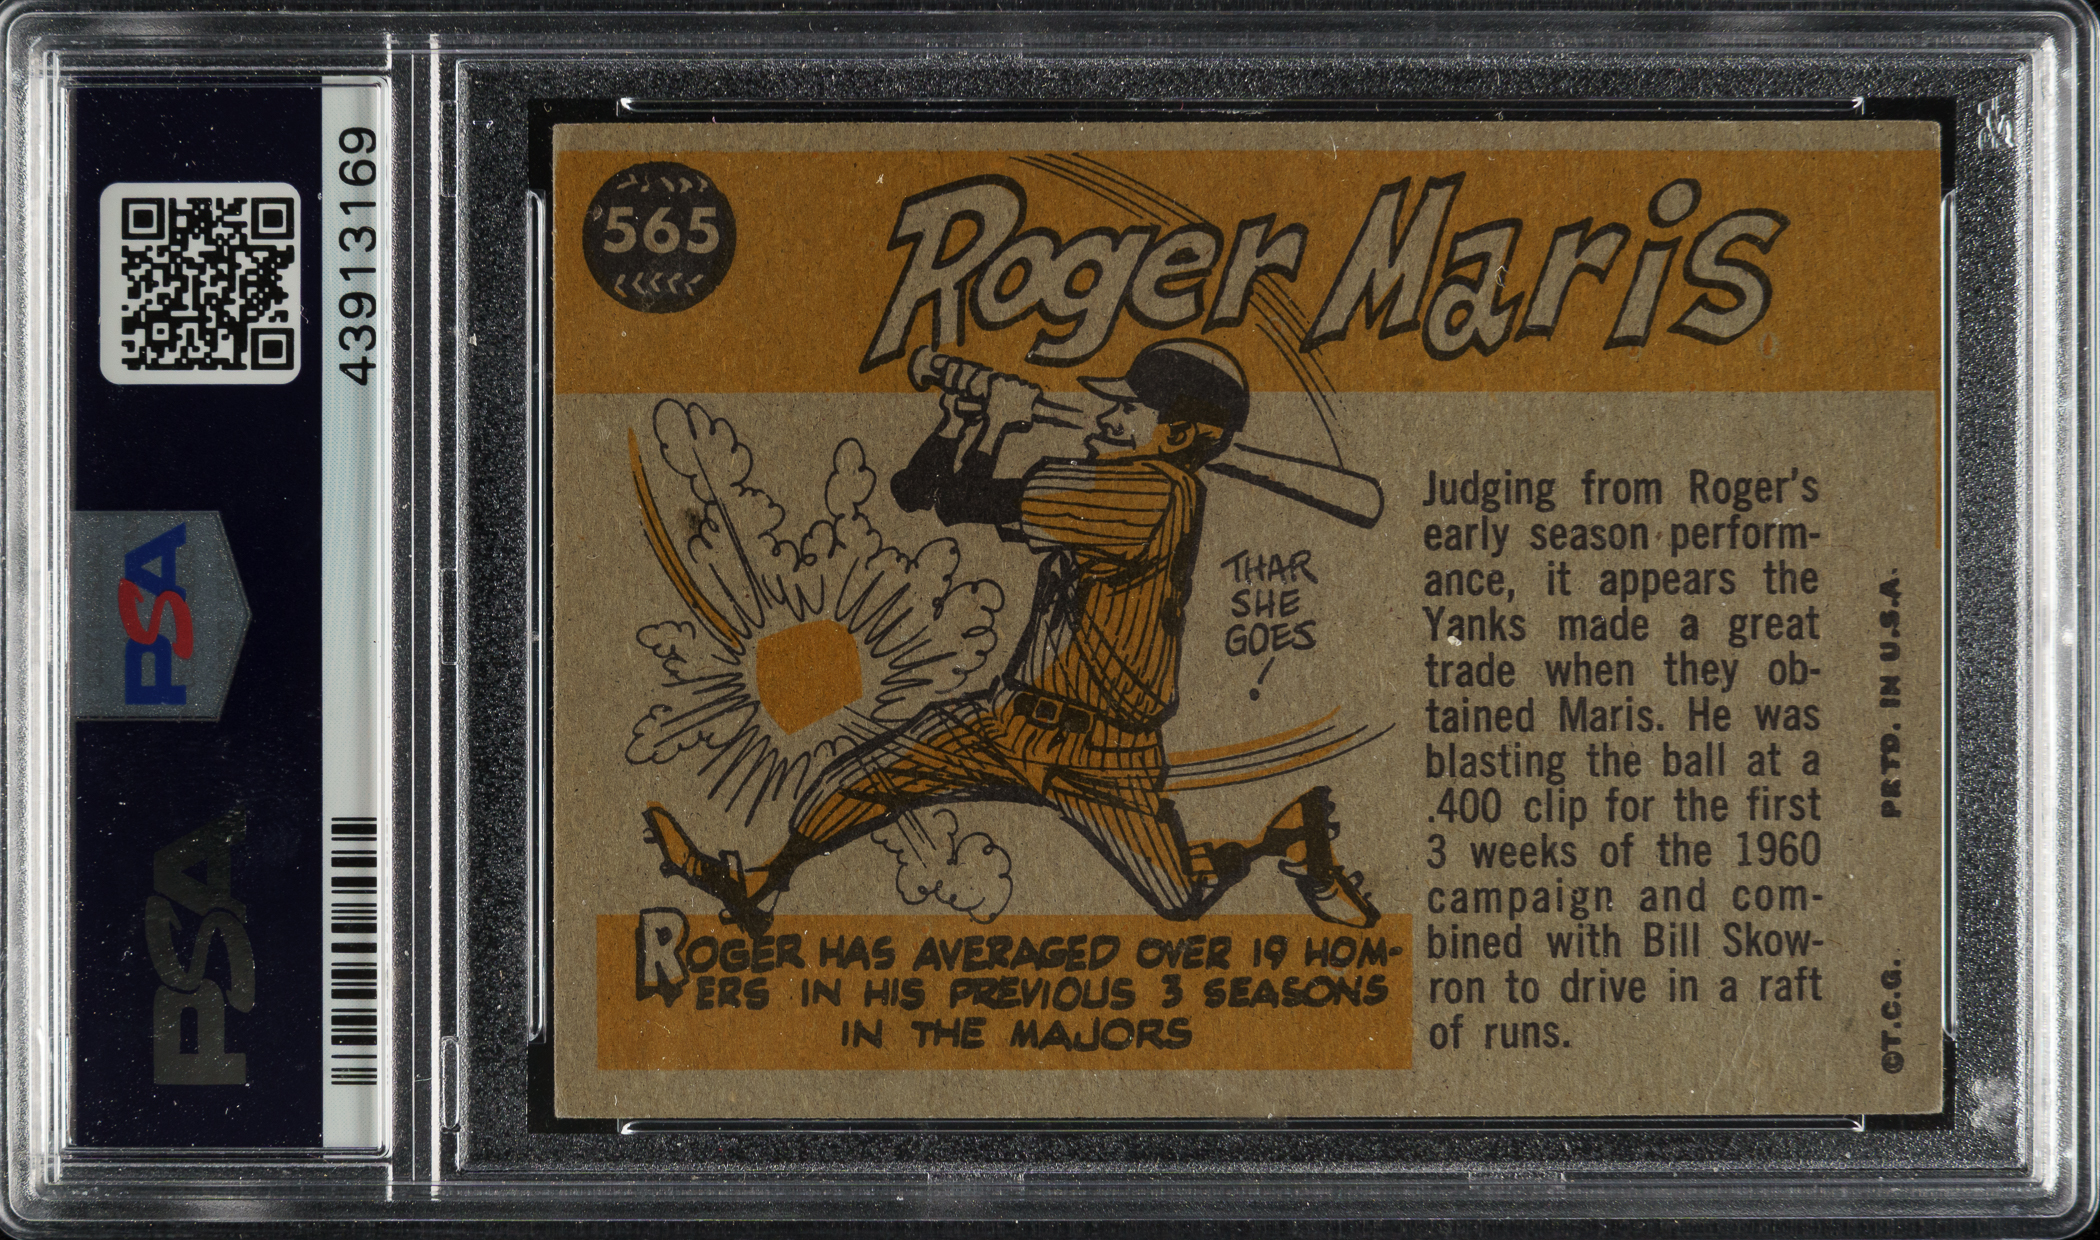 43913169
PSA
PSA
PSA
565
Roger Maris
THAR
SHE
GOES
!
ROGER HAS AVERAGED OVER 19 HOM-
ERS IN HIS PREVIOUS 3 SEASONS
IN THE MAJORS
Judging from Roger's
early season perform-
ance, it appears the
Yanks made a great
trade when they ob-
tained Maris. He was
blasting the ball at a
.400 clip for the first
3 weeks of the 1960
campaign and com-
bined with Bill Skow-
ron to drive in a raft
of runs.
©T.C.G. PRTD. IN U.S.A.